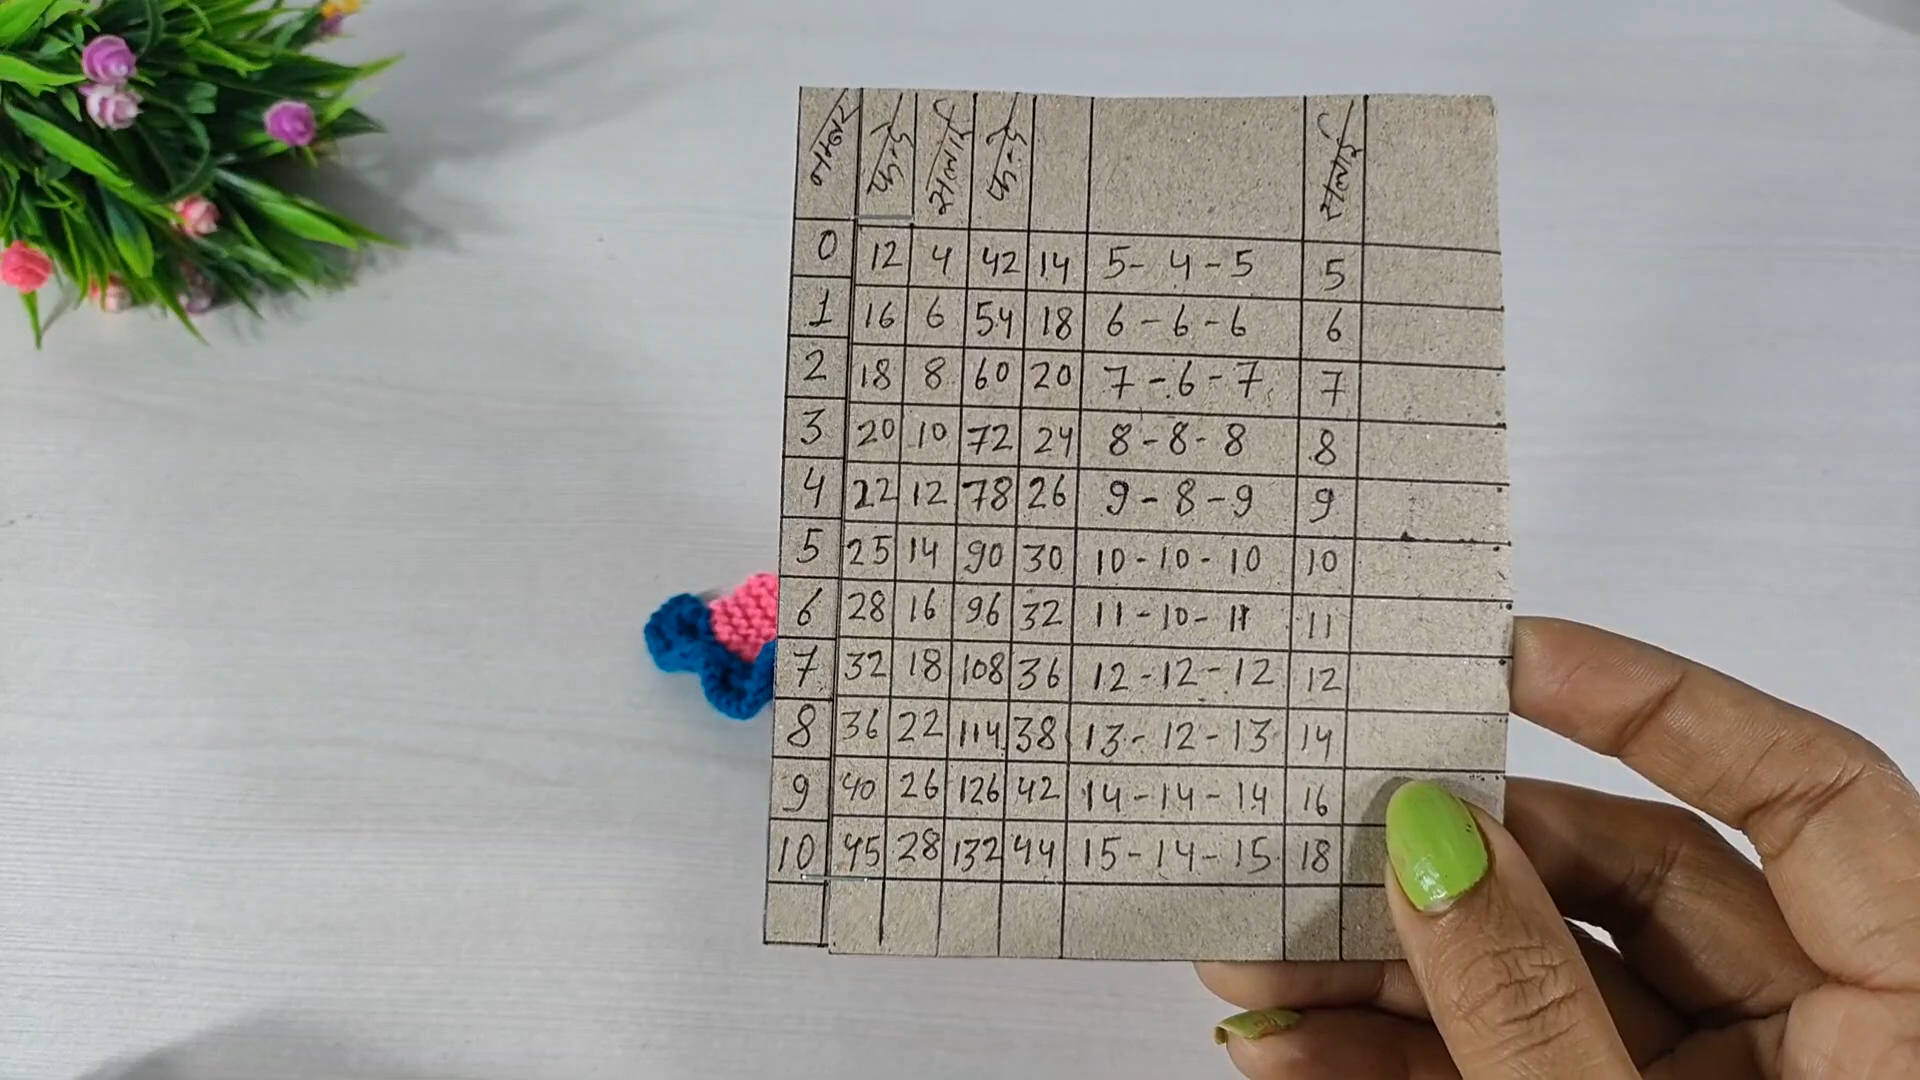 नम्बर फ.न्दे सलाई फ.न्दे सलाई
0 12 4 42 14 5- 4 - 5 5
1 16 6 54 18 6 - 6 - 6 6
2 18 8 60 20 7 - 6 - 7 7
3 20 10 72 24 8 - 8 - 8 8
4 22 12 78 26 9 - 8 - 9 9
5 25 14 90 30 10 - 10 - 10 10
6 28 16 96 32 11 - 10 - 11 11
7 32 18 108 36 12 - 12 - 12 12
8 36 22 114 38 13 - 12 - 13 14
9 40 26 126 42 14 - 14 - 14 16
10 45 28 132 44 15 - 14 - 15 18